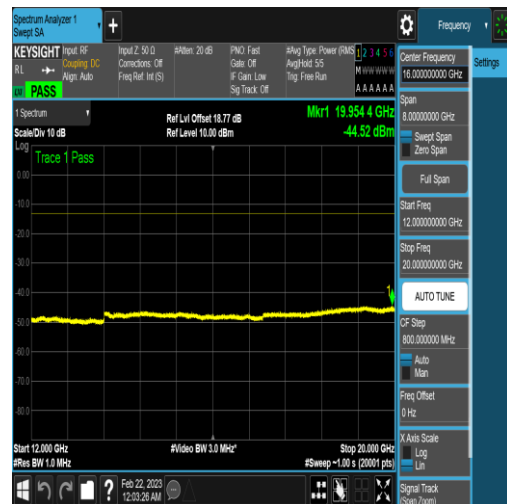 Spectrum Analyzer 1
Swept SA
+
Frequency
KEYSIGHT
Input: RF
Input Z: 50 Ω
#Atten: 20 dB
PNO: Fast
#Avg Type: Power (RMS
1 2 3 4 5 6
RL
Coupling: DC
Corrections: Off
Gate: Off
Avg|Hold: 5/5
M W W W W W
Align: Auto
Freq Ref: Int (S)
IF Gain: Low
Trig: Free Run
Sig Track: Off
A A A A A A
PASS
1 Spectrum
Scale/Div 10 dB
Ref Lvl Offset 18.77 dB
Ref Level 10.00 dBm
Mkr1 19.954 4 GHz
-44.52 dBm
Log
Trace 1 Pass
0.00
-10.0
-20.0
-30.0
-40.0
-50.0
-60.0
-70.0
-80.0
1
Start 12.000 GHz
#Res BW 1.0 MHz
#Video BW 3.0 MHz*
Stop 20.000 GHz
#Sweep ~1.00 s (20001 pts)
Feb 22, 2023
12:03:26 AM
Settings
Center Frequency
16.000000000 GHz
Span
8.00000000 GHz
Swept Span
Zero Span
Full Span
Start Freq
12.000000000 GHz
Stop Freq
20.000000000 GHz
AUTO TUNE
CF Step
800.000000 MHz
Auto
Man
Freq Offset
0 Hz
X Axis Scale
Log
Lin
Signal Track
(Span Zoom)